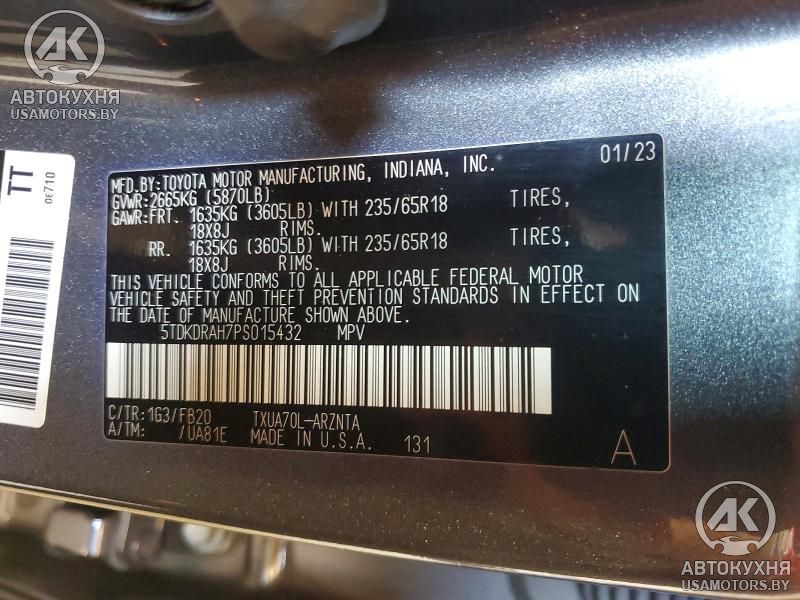 AK
АВТОКУХНЯ
USAMOTORS.BY
TT
0E710
MFD.BY:TOYOTA MOTOR MANUFACTURING, INDIANA, INC. 01/23
GVWR:2665KG (5870LB)
GAWR:FRT. 1635KG (3605LB) WITH 235/65R18 TIRES,
18X8J RIMS.
RR. 1635KG (3605LB) WITH 235/65R18 TIRES,
18X8J RIMS.
THIS VEHICLE CONFORMS TO ALL APPLICABLE FEDERAL MOTOR
VEHICLE SAFETY AND THEFT PREVENTION STANDARDS IN EFFECT ON
THE DATE OF MANUFACTURE SHOWN ABOVE.
5TDKDRAH7PS015432 MPV
C/TR:1G3/FB20 TXUA70L-ARZNTA
A/TM: /UA81E MADE IN U.S.A. 131 A
AK
АВТОКУХНЯ
USAMOTORS.BY